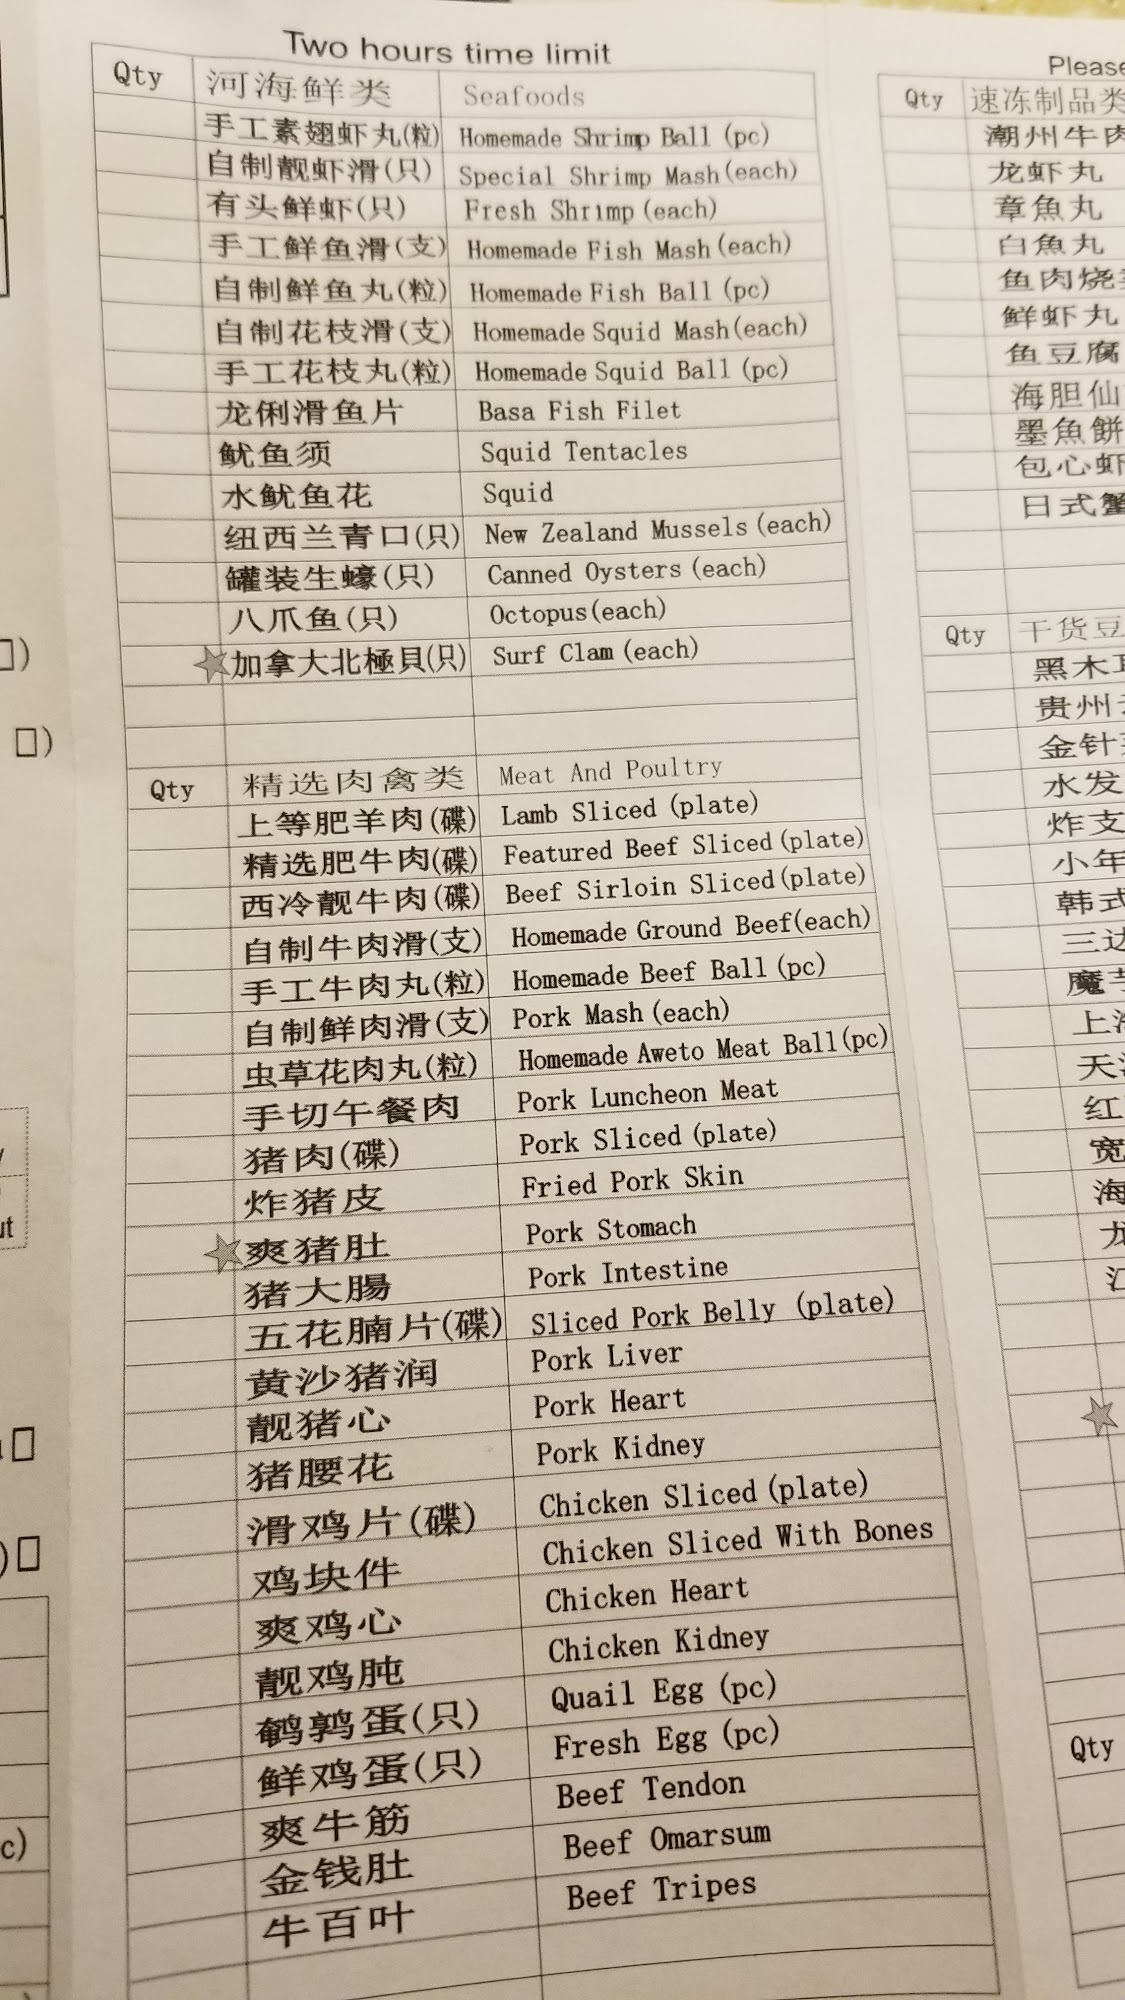 Two hours time limit
Qty 河海鲜类 Seafoods
手工素翅虾丸(粒) Homemade Shrimp Ball (pc)
自制靓虾滑(只) Special Shrimp Mash(each)
有头鲜虾(只) Fresh Shrimp(each)
手工鲜鱼滑(支) Homemade Fish Mash(each)
自制鲜鱼丸(粒) Homemade Fish Ball (pc)
自制花枝滑(支) Homemade Squid Mash(each)
手工花枝丸(粒) Homemade Squid Ball (pc)
龙俐滑鱼片 Basa Fish Filet
鱿鱼须 Squid Tentacles
水鱿鱼花 Squid
纽西兰青口(只) New Zealand Mussels(each)
罐装生蠔(只) Canned Oysters (each)
八爪鱼(只) Octopus(each)
加拿大北極貝(只) Surf Clam (each)
Qty 精选肉禽类 Meat And Poultry
上等肥羊肉(碟) Lamb Sliced (plate)
精选肥牛肉(碟) Featured Beef Sliced(plate)
西冷靓牛肉(碟) Beef Sirloin Sliced(plate)
自制牛肉滑(支) Homemade Ground Beef(each)
手工牛肉丸(粒) Homemade Beef Ball (pc)
自制鲜肉滑(支) Pork Mash (each)
虫草花肉丸(粒) Homemade Aweto Meat Ball(pc)
手切午餐肉 Pork Luncheon Meat
猪肉(碟) Pork Sliced (plate)
炸猪皮 Fried Pork Skin
爽猪肚 Pork Stomach
猪大腸 Pork Intestine
五花腩片(碟) Sliced Pork Belly (plate)
黄沙猪润 Pork Liver
靓猪心 Pork Heart
猪腰花 Pork Kidney
滑鸡片(碟) Chicken Sliced (plate)
鸡块件 Chicken Sliced With Bones
爽鸡心 Chicken Heart
靓鸡肫 Chicken Kidney
鹌鹑蛋(只) Quail Egg (pc)
鲜鸡蛋(只) Fresh Egg (pc)
爽牛筋 Beef Tendon
金钱肚 Beef Omarsum
牛百叶 Beef Tripes
Please
Qty 速冻制品类
潮州牛肉
龙虾丸
章魚丸
白魚丸
鱼肉烧
鲜虾丸
鱼豆腐
海胆仙
墨魚餅
包心虾
日式蟹
Qty 干货豆
黑木
贵州
金针
水发
炸支
小年
韩式
三达
魔芋
上海
天
红
宽
海
龙
江
Qty